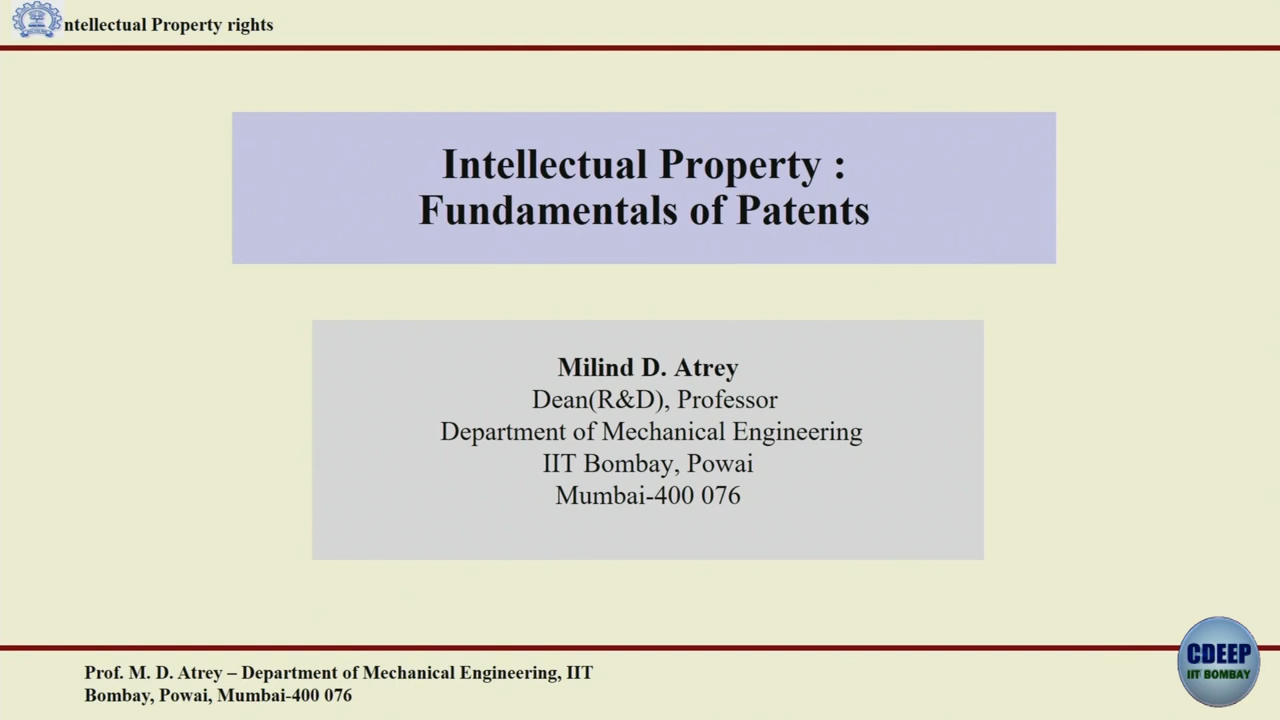 ntellectual Property rights
Intellectual Property :
Fundamentals of Patents
Milind D. Atrey
Dean(R&D), Professor
Department of Mechanical Engineering
IIT Bombay, Powai
Mumbai-400 076
Prof. M. D. Atrey – Department of Mechanical Engineering, IIT
Bombay, Powai, Mumbai-400 076
CDEEP
IIT BOMBAY